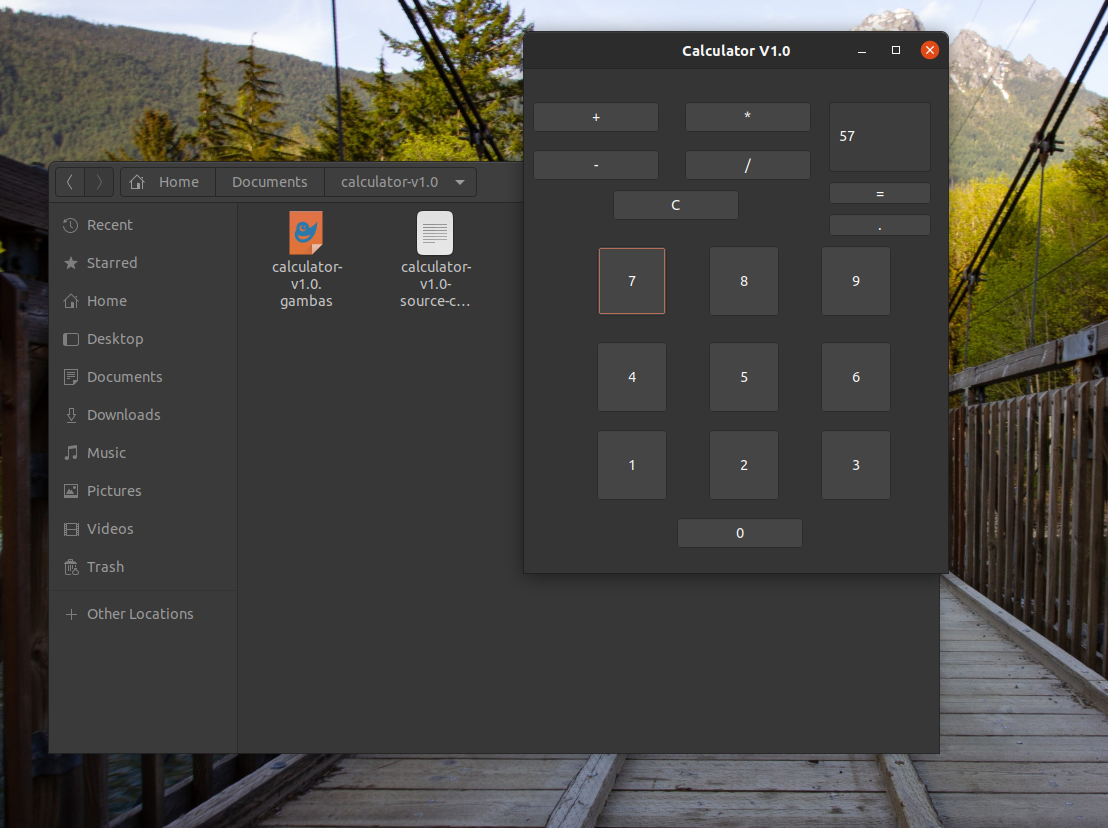 Calculator V1.0
+
*
57
-
/
=
C
.
7
8
9
4
5
6
1
2
3
0
Home
Documents
calculator-v1.0
Recent
Starred
Home
Desktop
Documents
Downloads
Music
Pictures
Videos
Trash
Other Locations
calculator-
v1.0.
gambas
calculator-
v1.0-
source-c...